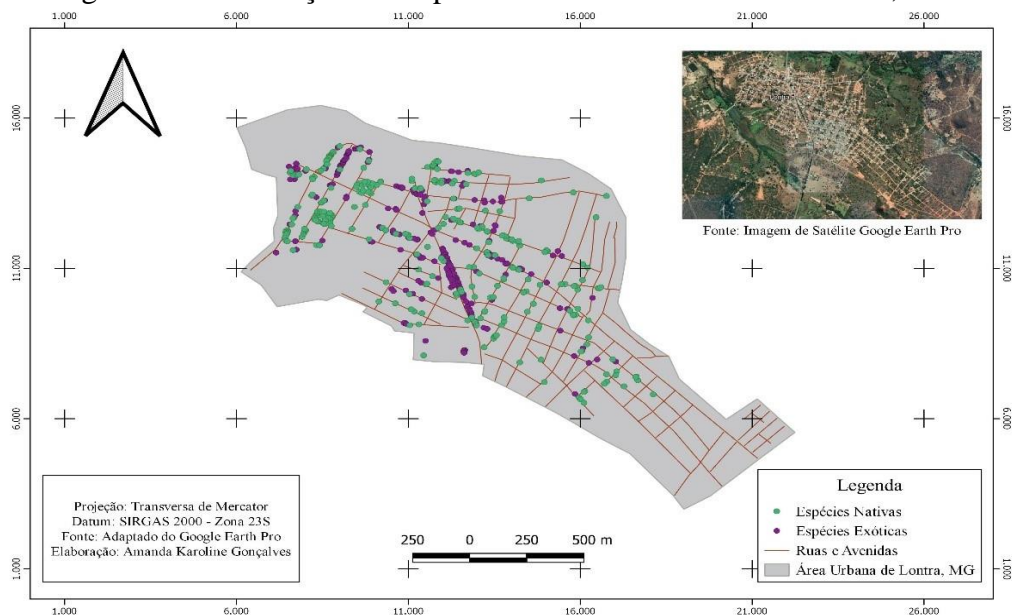 1.000 6.000 11.000 16.000 21.000 26.000
16.000 16.000
Fonte: Imagem de Satélite Google Earth Pro
11.000 11.000
6.000 6.000
Projeção: Transversa de Mercator
Datum: SIRGAS 2000 - Zona 23S
Fonte: Adaptado do Google Earth Pro
Elaboração: Amanda Karoline Gonçalves
250 0 250 500 m
Legenda
Espécies Nativas
Espécies Exóticas
Ruas e Avenidas
Área Urbana de Lontra, MG
1.000 1.000
1.000 6.000 11.000 16.000 21.000 26.000